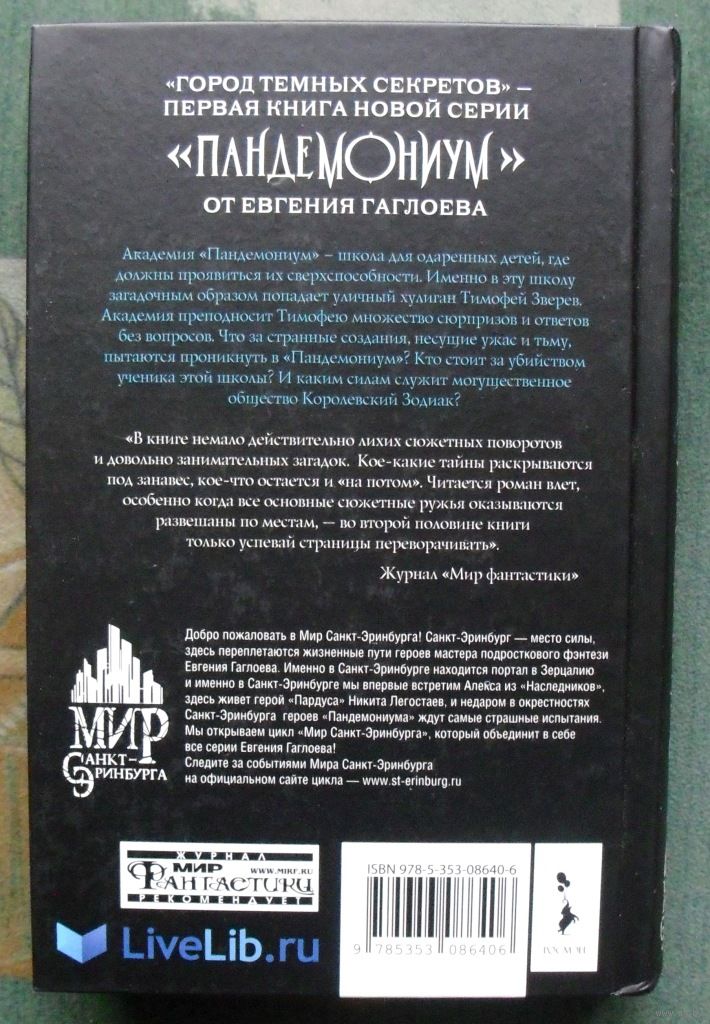 «ГОРОД ТЕМНЫХ СЕКРЕТОВ» –
ПЕРВАЯ КНИГА НОВОЙ СЕРИИ
«ПАНДЕМОНИУМ»
ОТ ЕВГЕНИЯ ГАГЛОЕВА
Академия «Пандемониум» – школа для одаренных детей, где
должны проявиться их сверхспособности. Именно в эту школу
загадочным образом попадает уличный хулиган Тимофей Зверев.
Академия преподносит Тимофею множество сюрпризов и ответов
без вопросов. Что за странные создания, несущие ужас и тьму,
пытаются проникнуть в «Пандемониум»? Кто стоит за убийством
ученика этой школы? И каким силам служит могущественное
общество Королевский Зодиак?
«В книге немало действительно лихих сюжетных поворотов
и довольно занимательных загадок. Кое-какие тайны раскрываются
под занавес, кое-что остается и «на потом». Читается роман влет,
особенно когда все основные сюжетные ружья оказываются
развешаны по местам, — во второй половине книги
только успевай страницы переворачивать».
Журнал «Мир фантастики»
Добро пожаловать в Мир Санкт-Эринбурга! Санкт-Эринбург — место силы,
здесь переплетаются жизненные пути героев мастера подросткового фэнтези
Евгения Гаглоева. Именно в Санкт-Эринбурге находится портал в Зерцалию
и именно в Санкт-Эринбурге мы впервые встретим Алекса из «Наследников»,
здесь живет герой «Пардуса» Никита Легостаев, и недаром в окрестностях
Санкт-Эринбурга героев «Пандемониума» ждут самые страшные испытания.
Мы открываем цикл «Мир Санкт-Эринбурга», который объединит в себе
все серии Евгения Гаглоева!
Следите за событиями Мира Санкт-Эринбурга
на официальном сайте цикла — www.st-erinburg.ru
МИР
САНКТ-
ЭРИНБУРГА
ЖУРНАЛ
МИР WWW.MIRF.RU
ФАНТАСТИКИ
РЕКОМЕНДУЕТ
LiveLib.ru
ISBN 978-5-353-08640-6
9 785353 086406
РОСМЭН